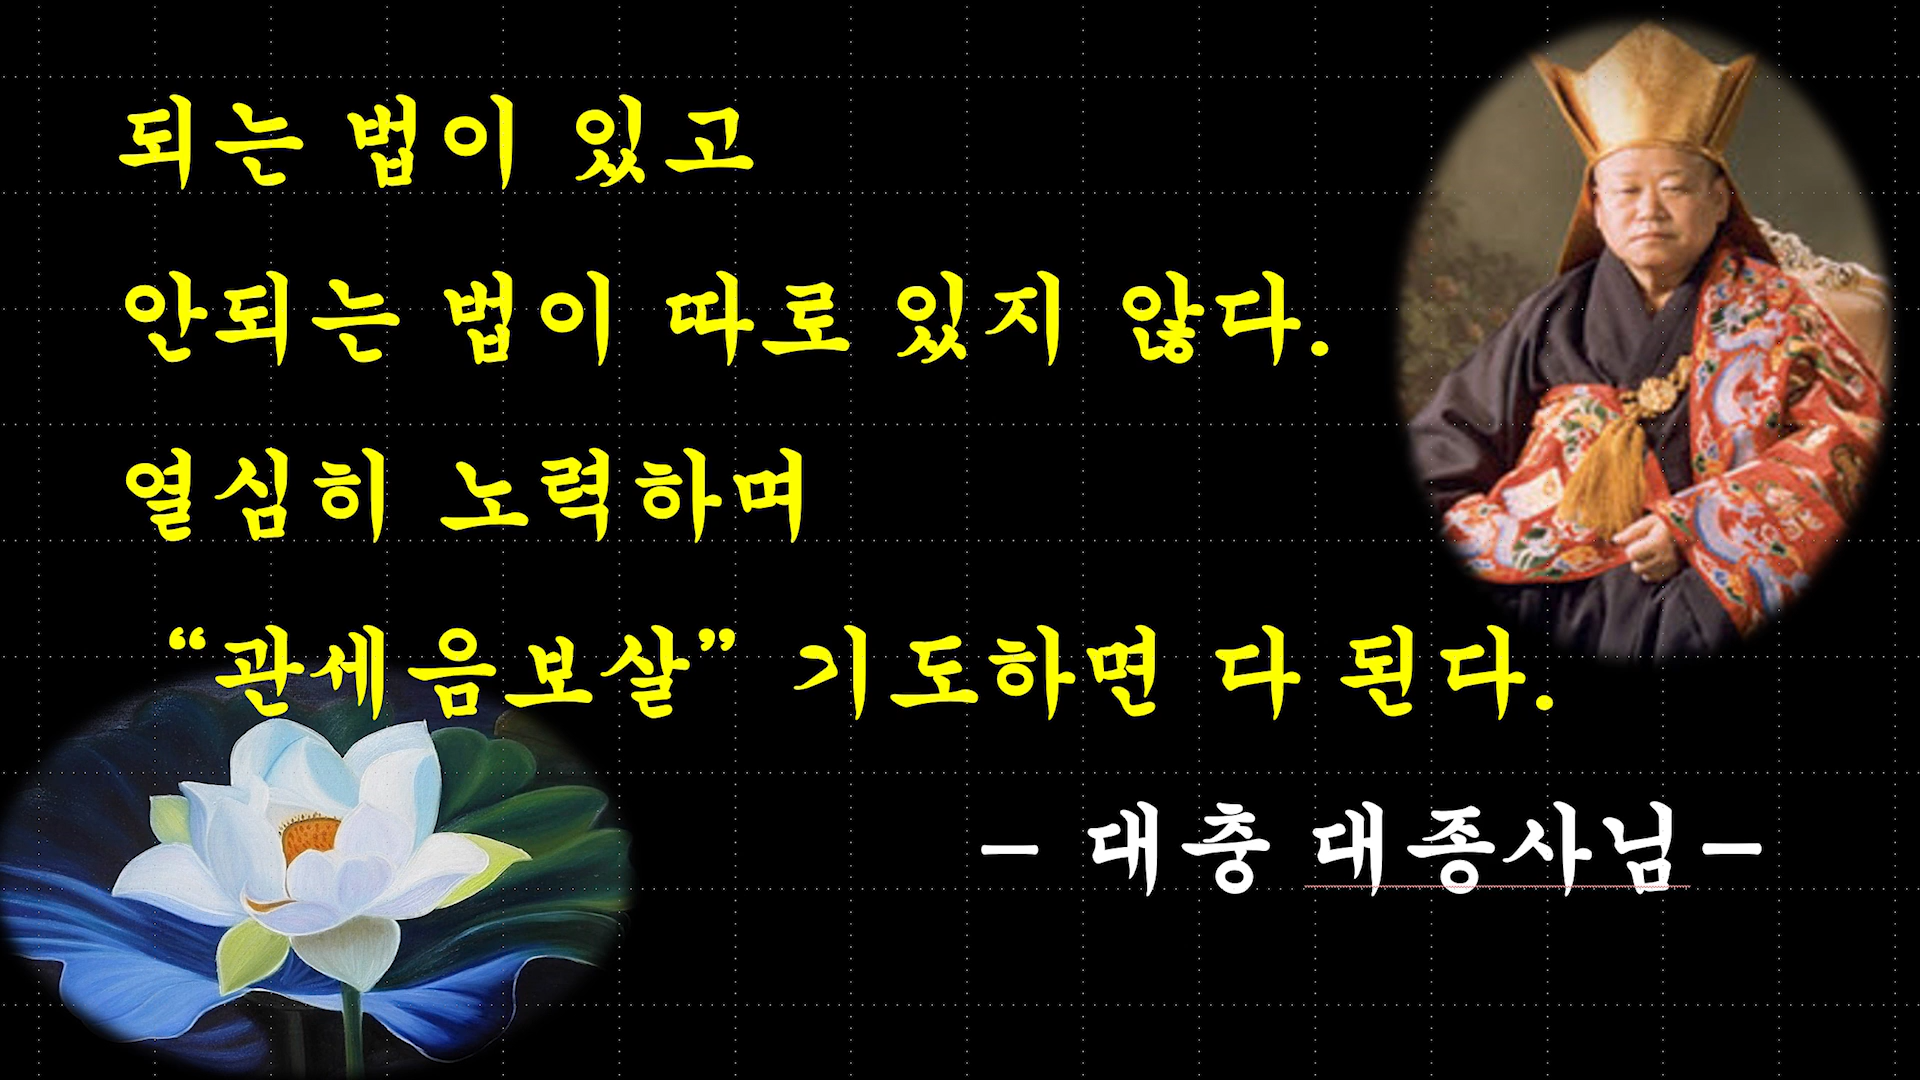 되는 법이 있고
안되는 법이 따로 있지 않다.
열심히 노력하며
“관세음보살” 기도하면 다 된다.
- 대충 대종사님-